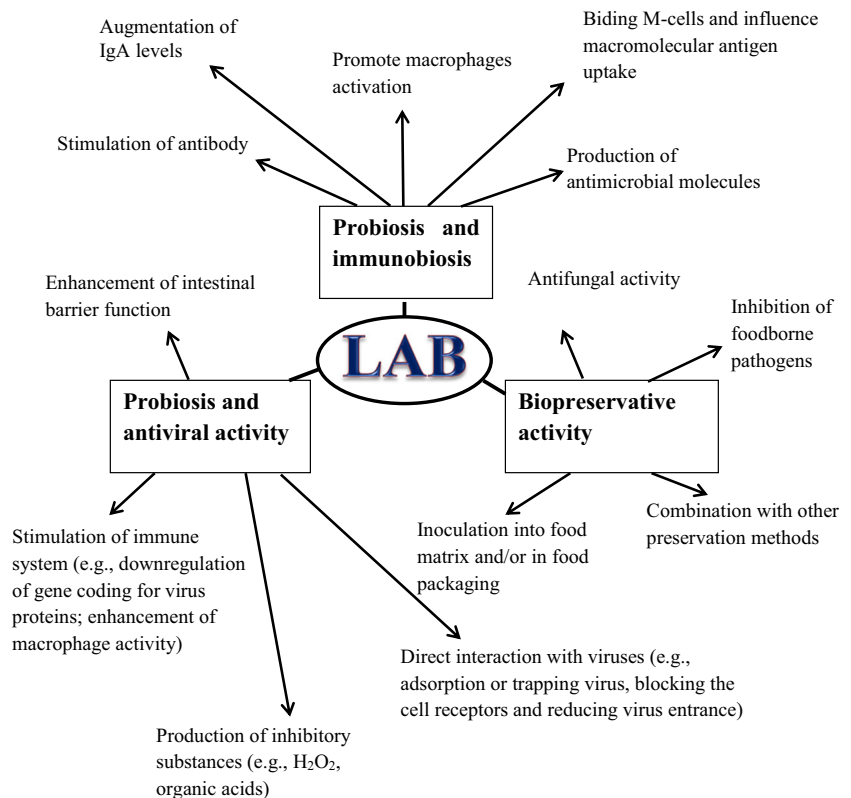 Augmentation of
IgA levels
Promote macrophages
activation
Biding M-cells and influence
macromolecular antigen
uptake
Stimulation of antibody
Production of
antimicrobial molecules
Probiosis and
immunobiosis
Enhancement of intestinal
barrier function
Antifungal activity
Inhibition of
foodborne
pathogens
LAB
Probiosis and
antiviral activity
Biopreservative
activity
Stimulation of immune
system (e.g., downregulation
of gene coding for virus
proteins; enhancement of
macrophage activity)
Inoculation into food
matrix and/or in food
packaging
Combination with other
preservation methods
Direct interaction with viruses (e.g.,
adsorption or trapping virus, blocking the
cell receptors and reducing virus entrance)
Production of inhibitory
substances (e.g., H₂O₂,
organic acids)